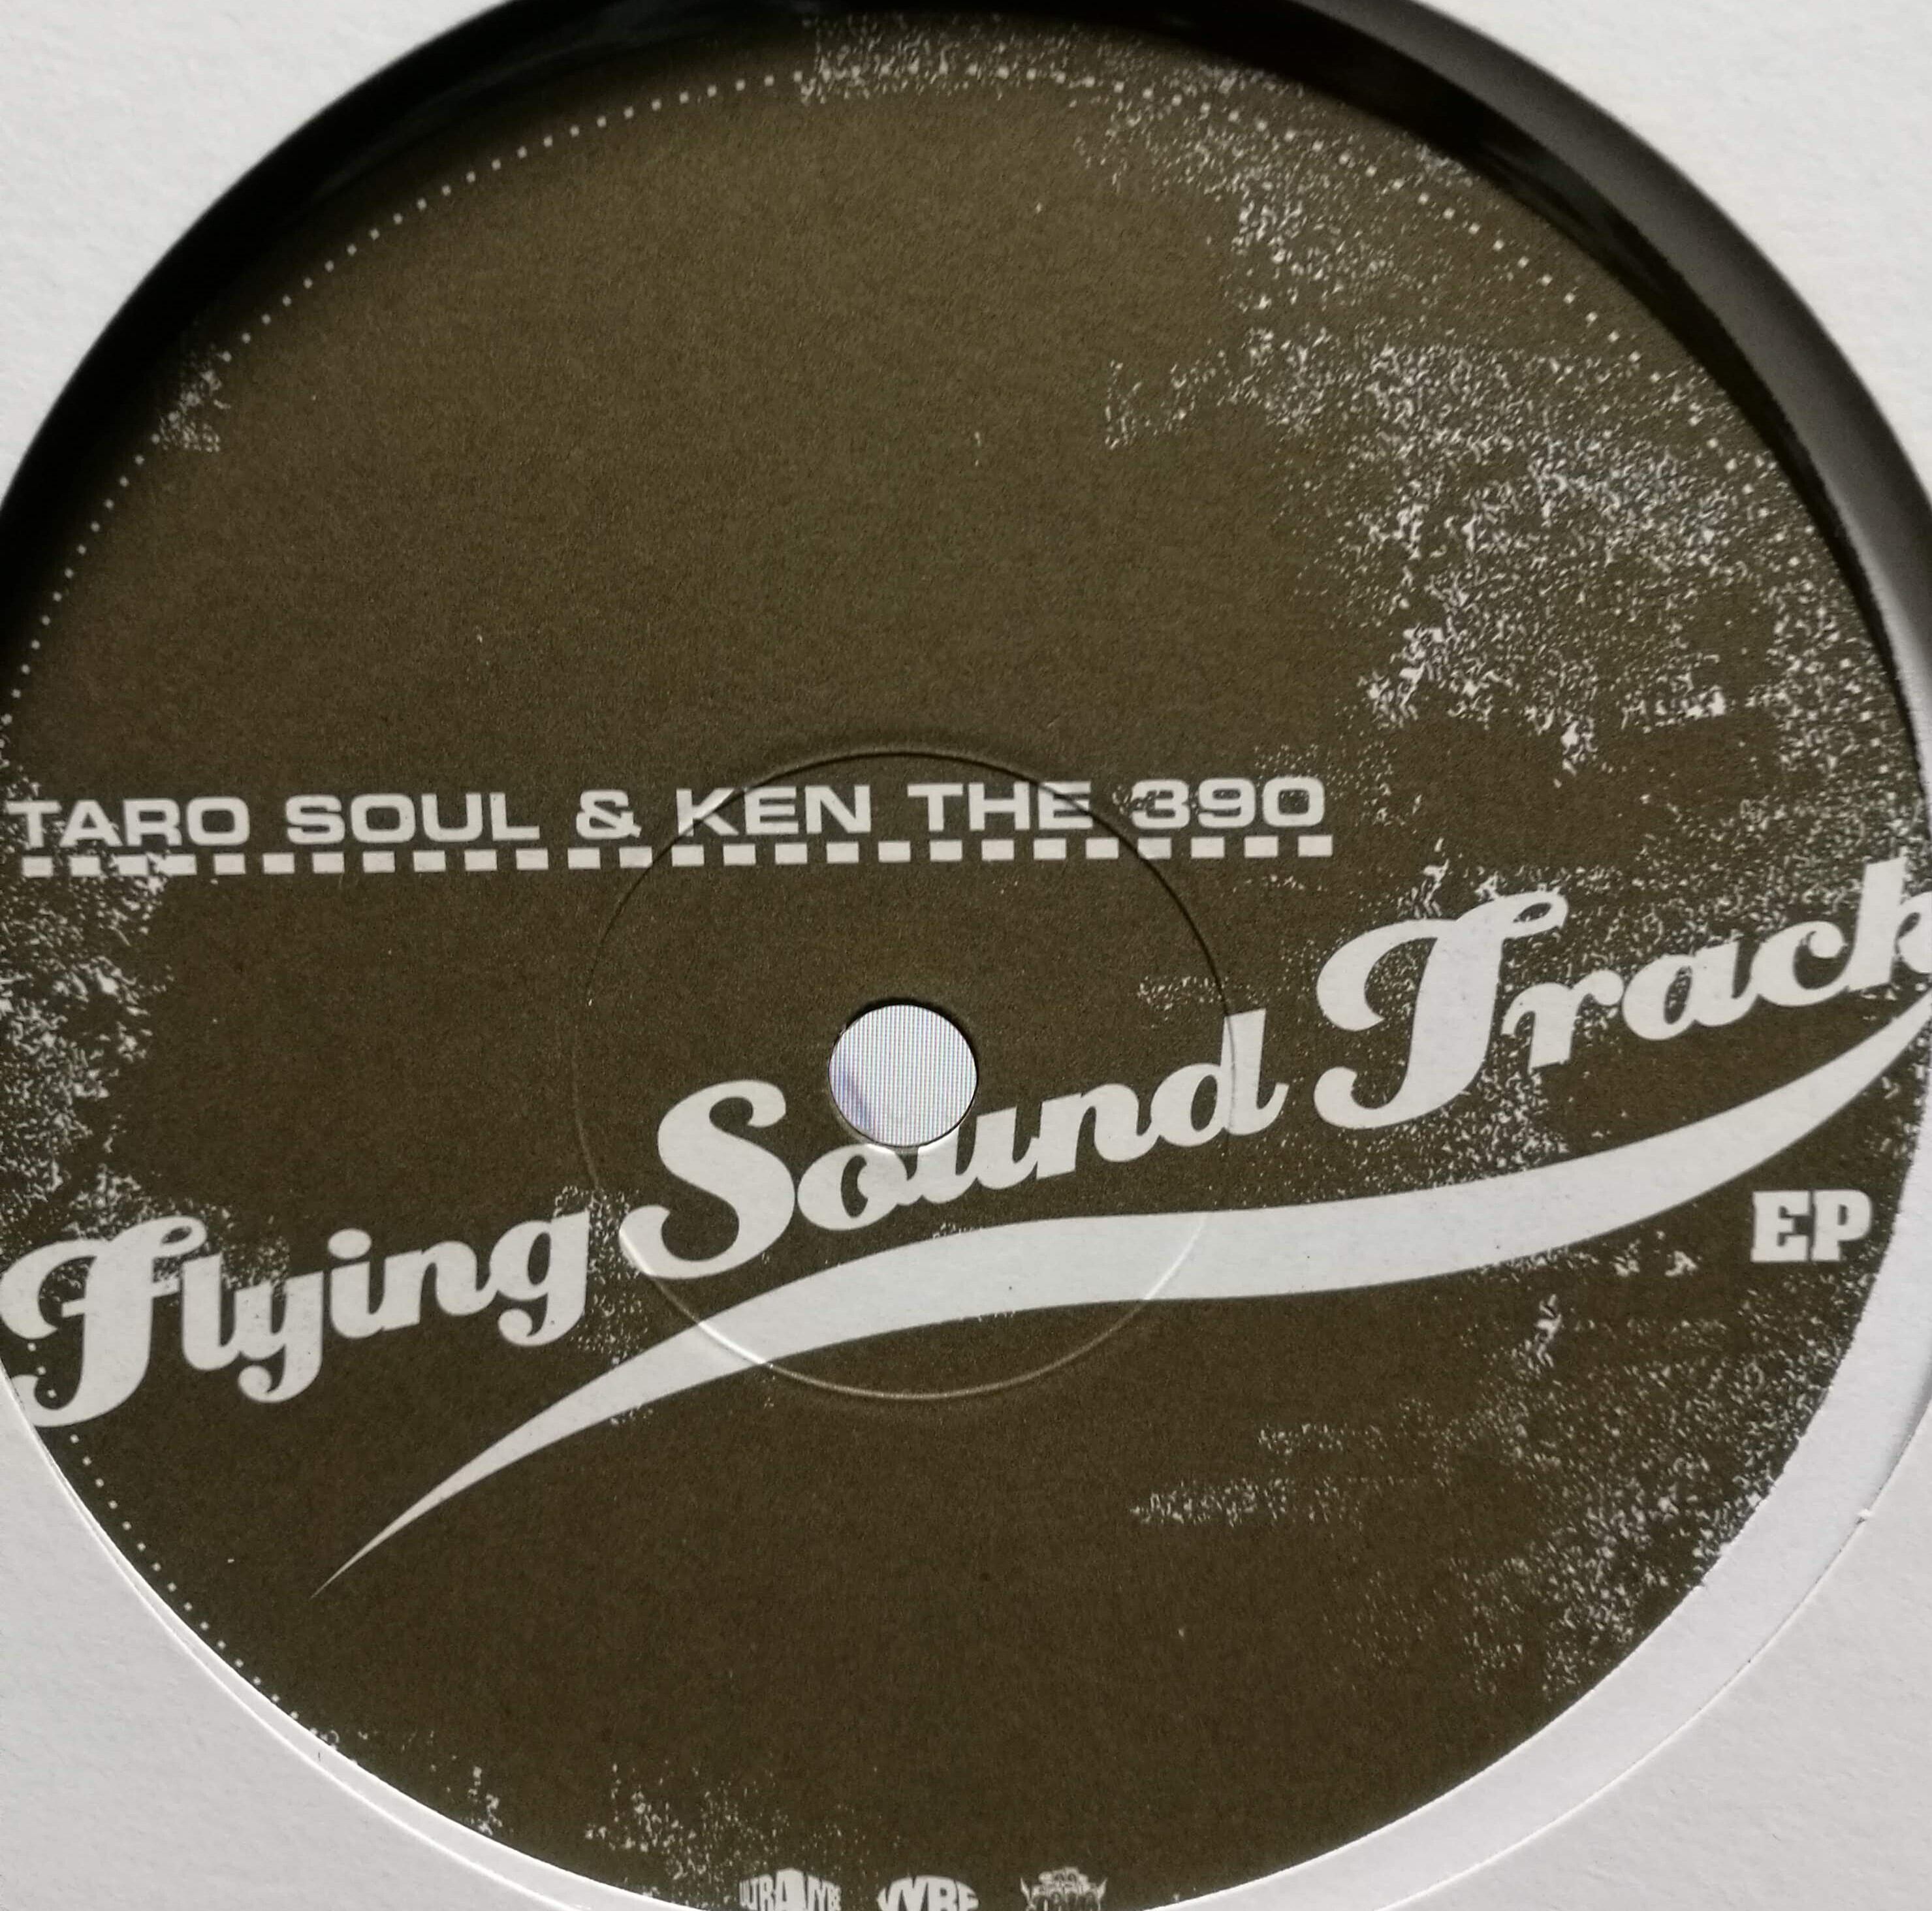 TARO SOUL & KEN THE 390
Flying Sound Track
EP